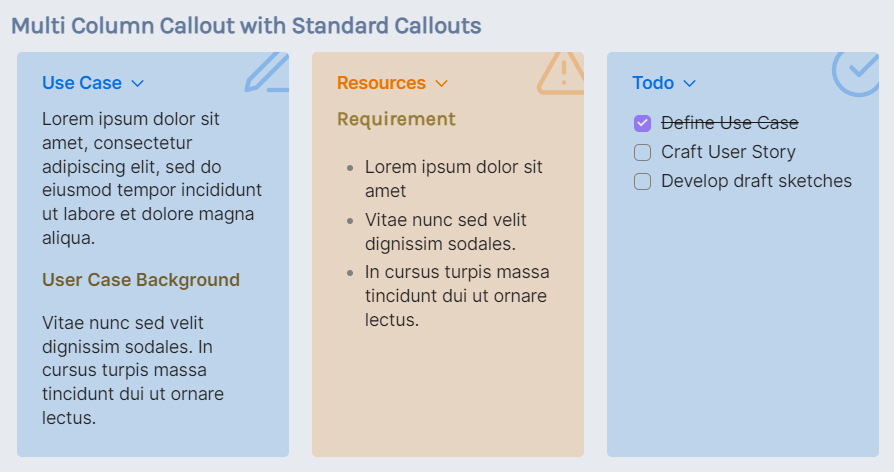 Multi Column Callout with Standard Callouts
Use Case
Lorem ipsum dolor sit
amet, consectetur
adipiscing elit, sed do
eiusmod tempor incididunt
ut labore et dolore magna
aliqua.
User Case Background
Vitae nunc sed velit
dignissim sodales. In
cursus turpis massa
tincidunt dui ut ornare
lectus.
Resources
Requirement
Lorem ipsum dolor sit
amet
Vitae nunc sed velit
dignissim sodales.
In cursus turpis massa
tincidunt dui ut ornare
lectus.
Todo
Define Use Case
Craft User Story
Develop draft sketches